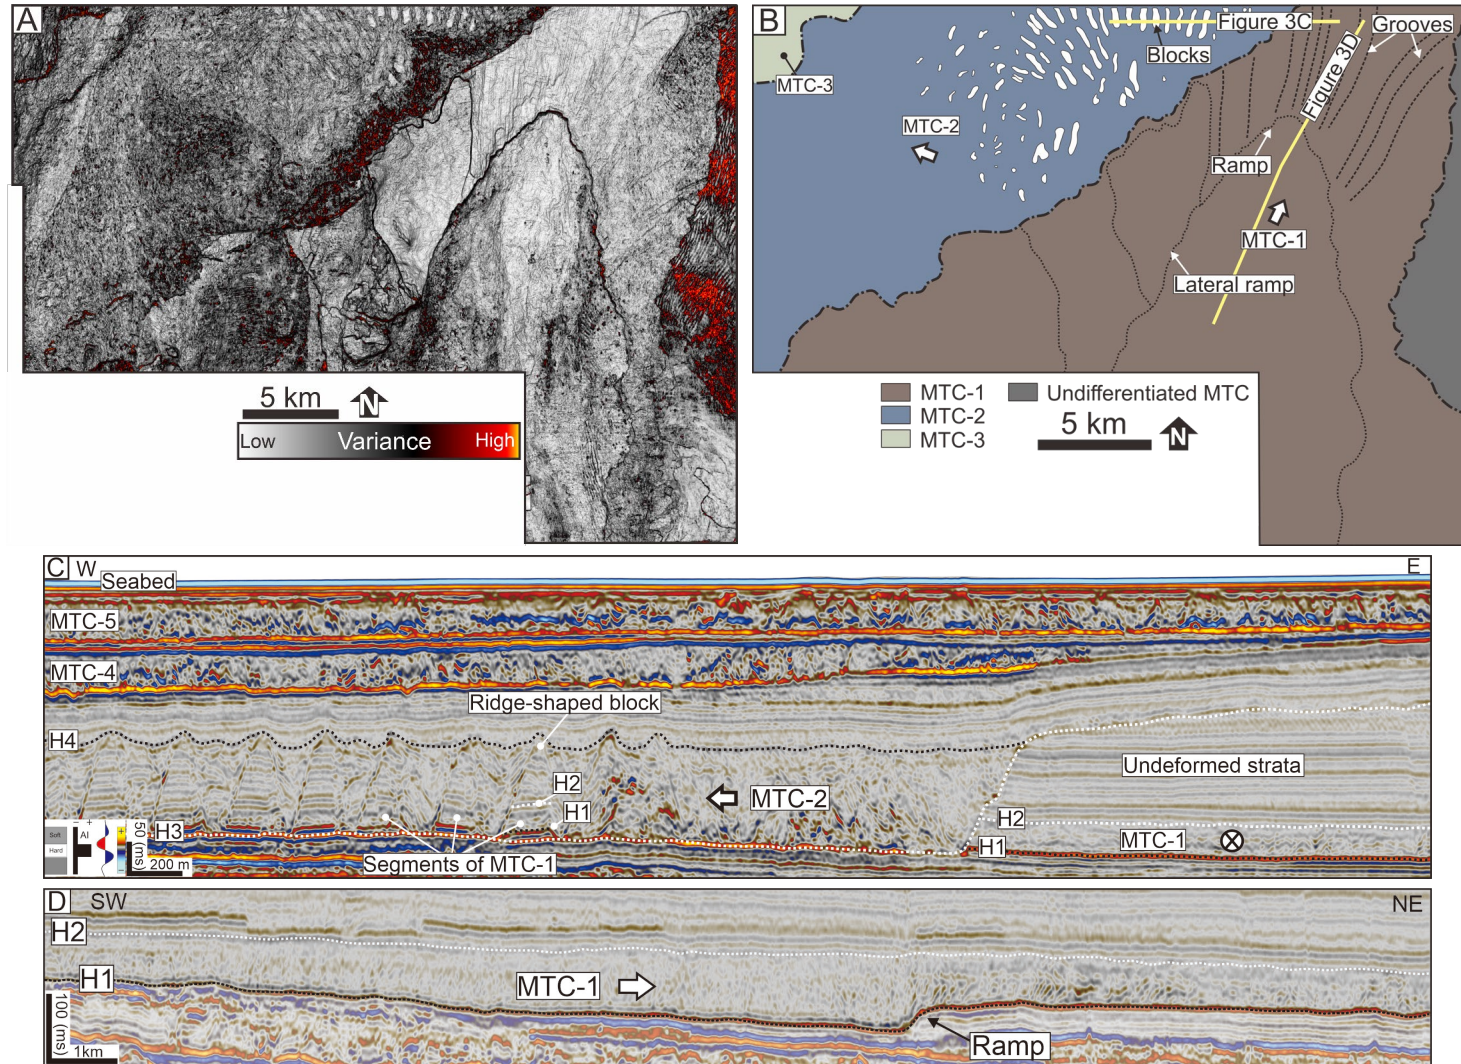 A
5 km
N
Low Variance High
B
Figure 3C
Grooves
Blocks
MTC-3
Figure 3D
MTC-2
Ramp
MTC-1
Lateral ramp
MTC-1
Undifferentiated MTC
MTC-2
MTC-3
5 km
N
C W
E
Seabed
MTC-5
MTC-4
Ridge-shaped block
H4
Undeformed strata
H2
MTC-2
H1
H2
H3
H1
MTC-1
Segments of MTC-1
- +
AI
Soft
Hard
+
-
50 (ms)
200 m
D SW
NE
H2
H1
MTC-1
100 (ms)
1km
Ramp